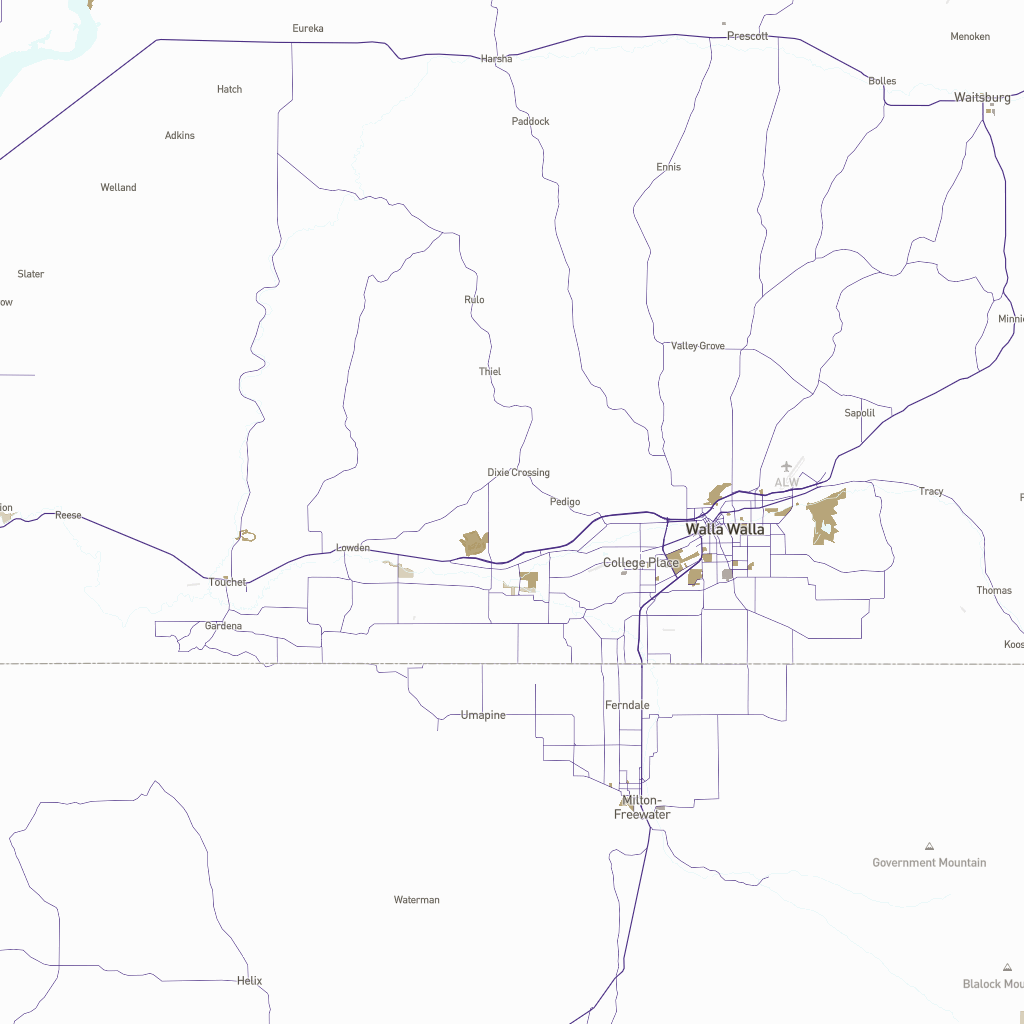 Eureka
Prescott
Menoken
Harsha
Bolles
Hatch
Waitsburg
Paddock
Adkins
Ennis
Welland
Slater
ow
Rulo
Minnie
Valley Grove
Thiel
Sapolil
Dixie Crossing
ALW
Tracy
Pedigo
ion
Reese
Walla Walla
Lowden
College Place
Touchet
Thomas
Gardena
Koos
Ferndale
Umapine
Milton-
Freewater
Government Mountain
Waterman
Helix
Blalock Mou